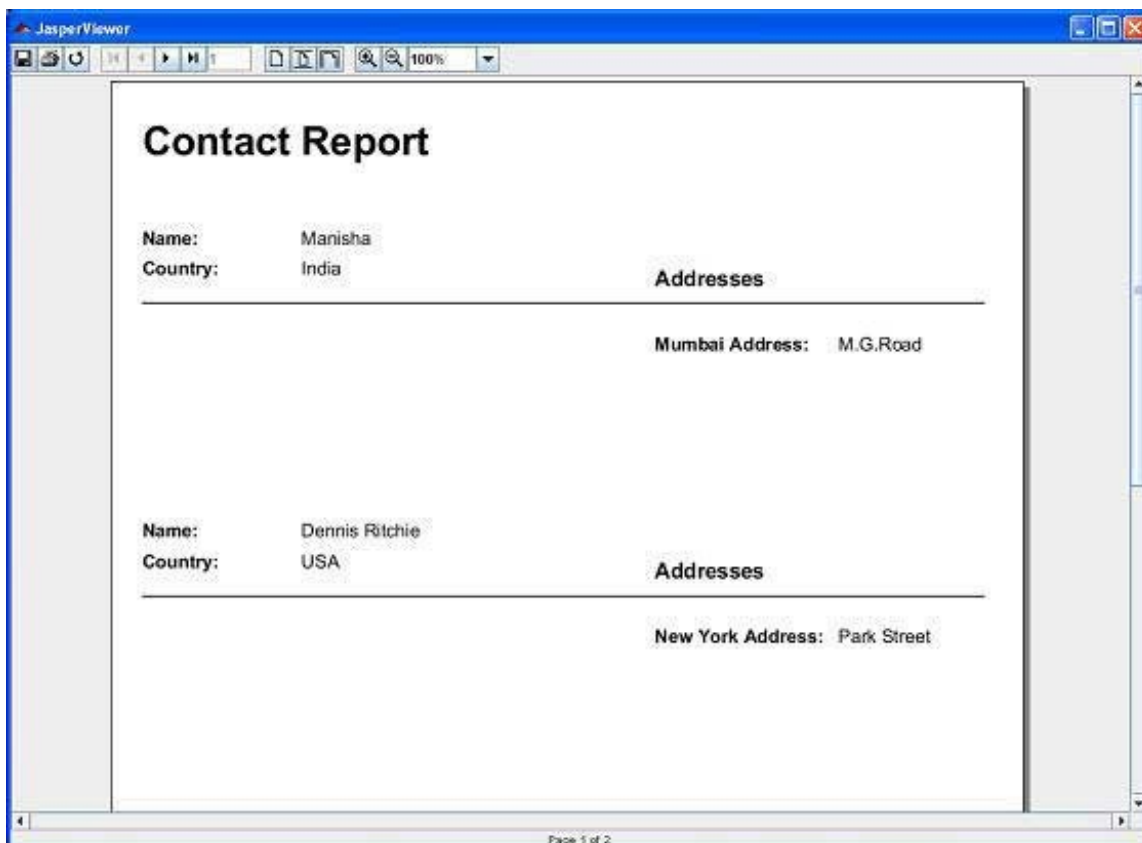 JasperViewer
1
100%
Contact Report
Name: Manisha
Country: India
Addresses
Mumbai Address: M.G.Road
Name: Dennis Ritchie
Country: USA
Addresses
New York Address: Park Street
Page 1 of 2